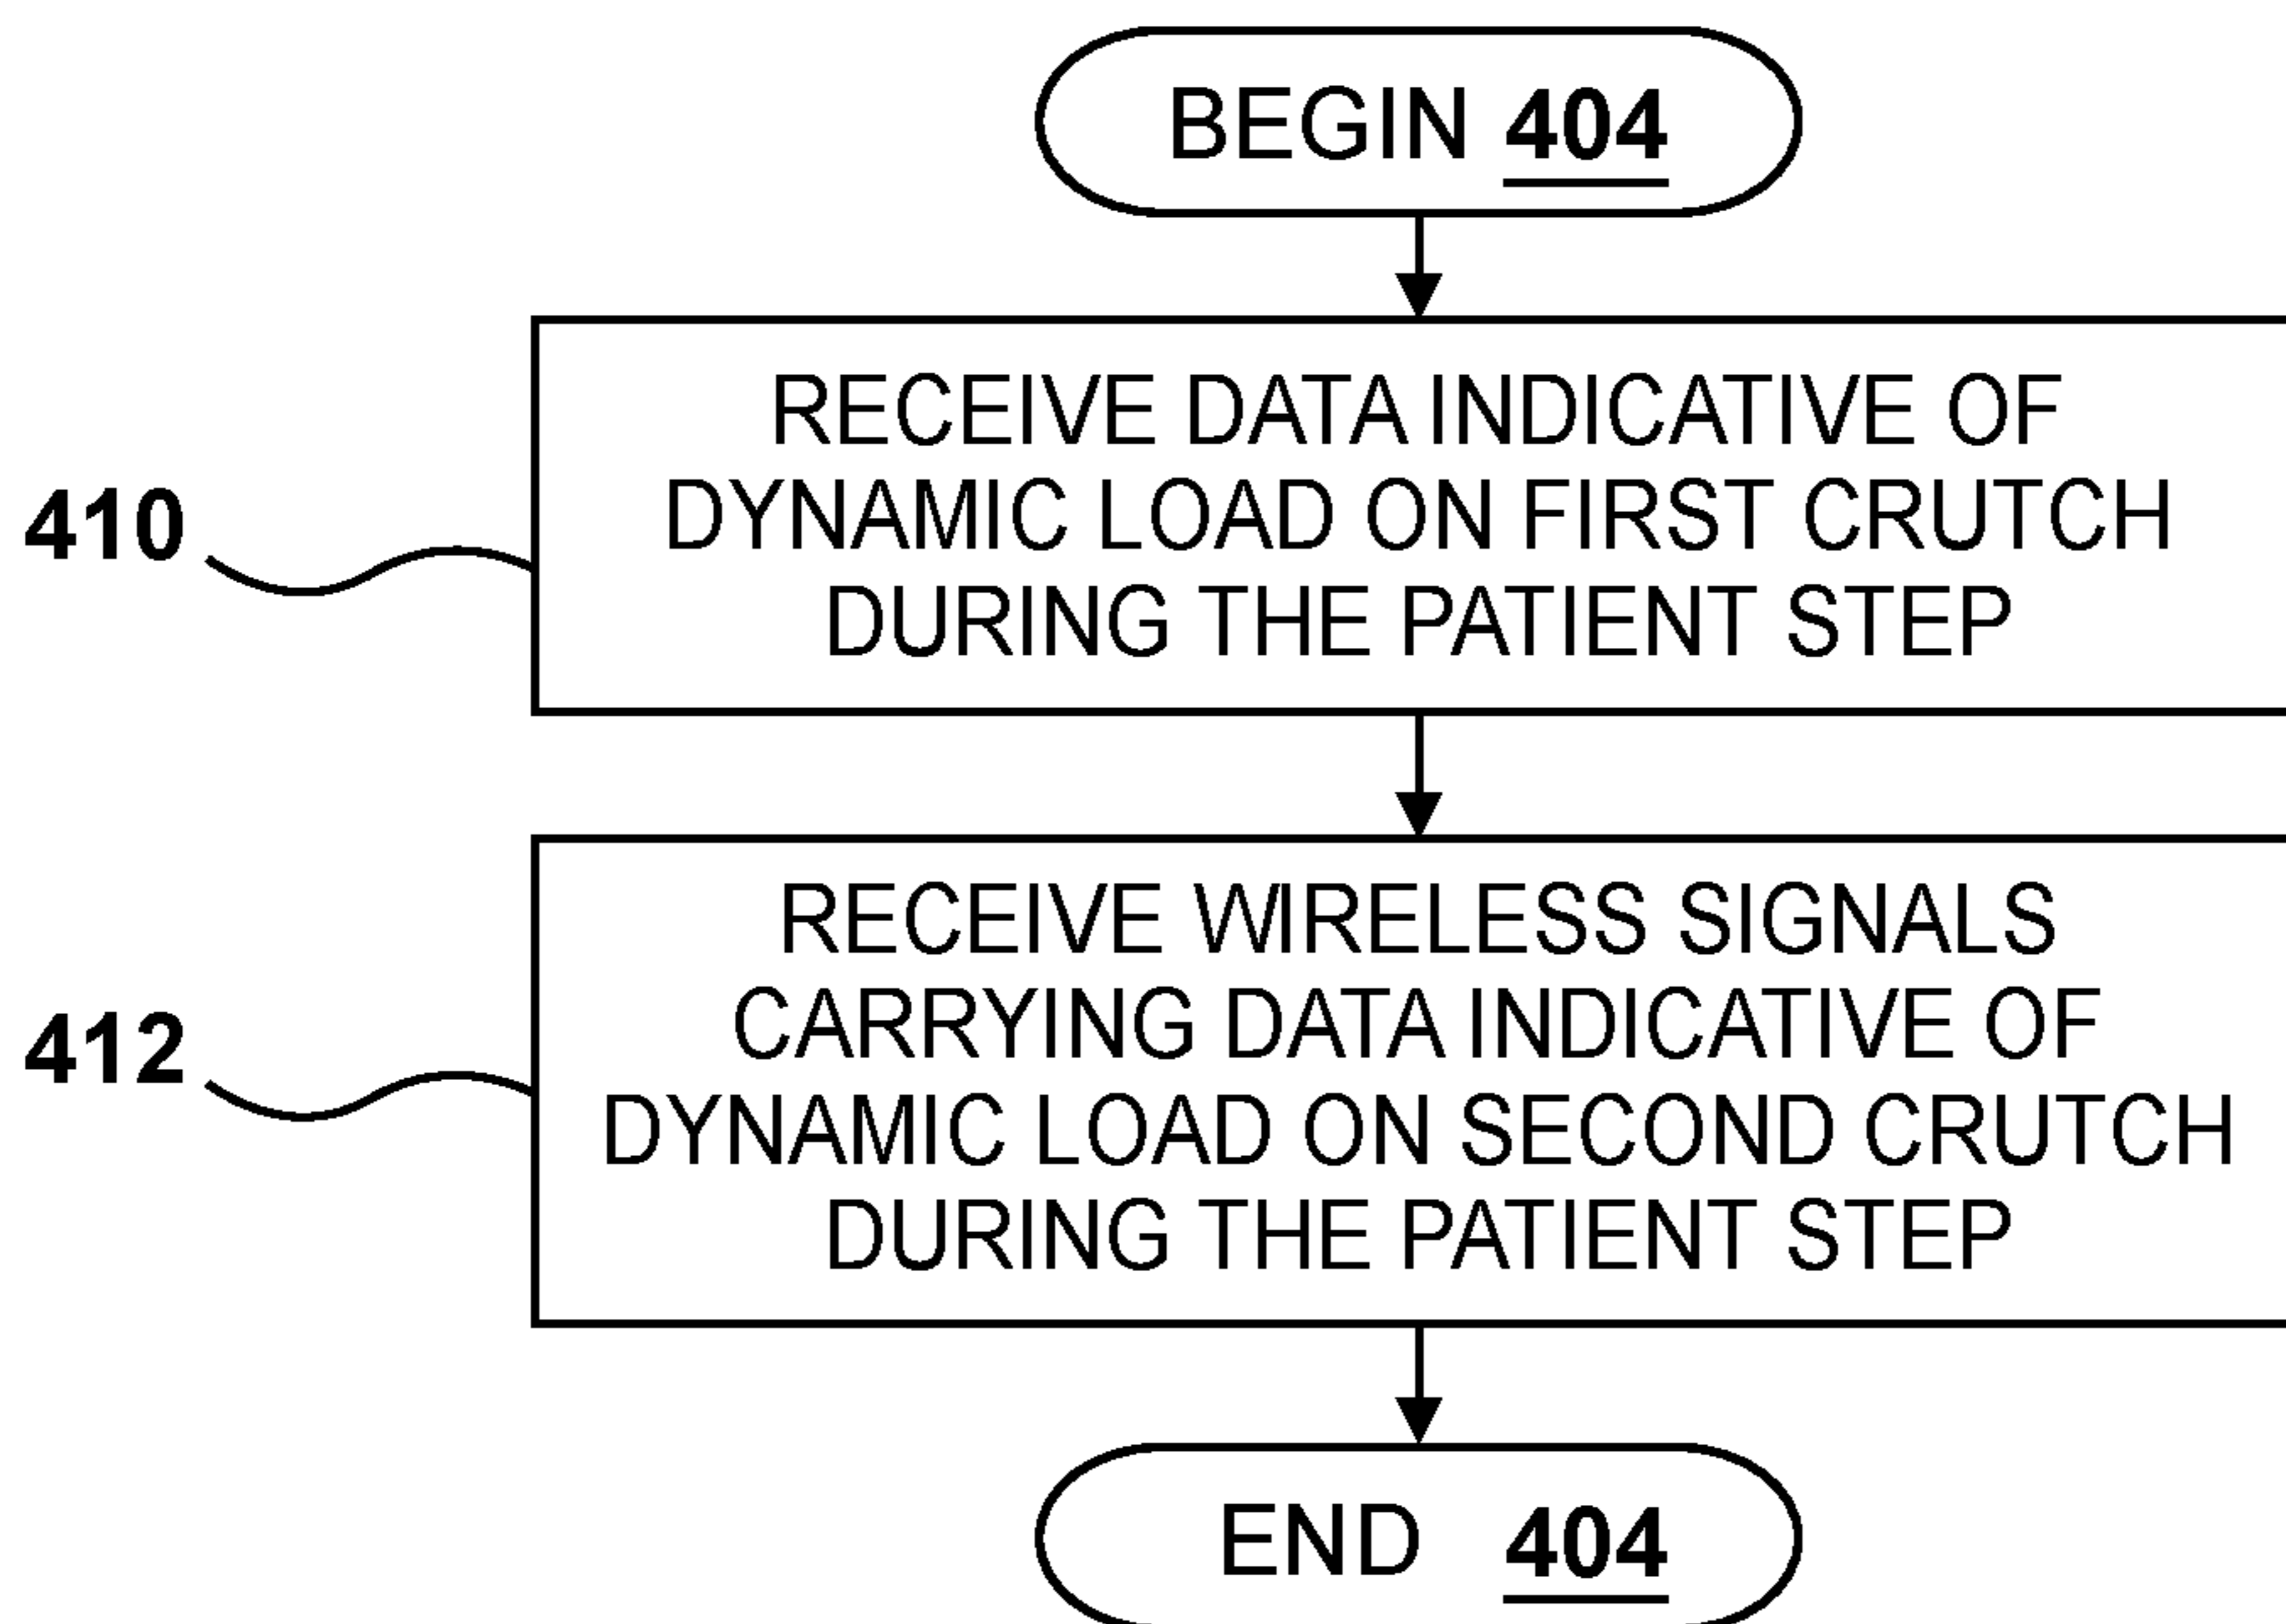 BEGIN 404
RECEIVE DATA INDICATIVE OF
DYNAMIC LOAD ON FIRST CRUTCH
DURING THE PATIENT STEP
410
RECEIVE WIRELESS SIGNALS
CARRYING DATA INDICATIVE OF
DYNAMIC LOAD ON SECOND CRUTCH
DURING THE PATIENT STEP
412
END 404